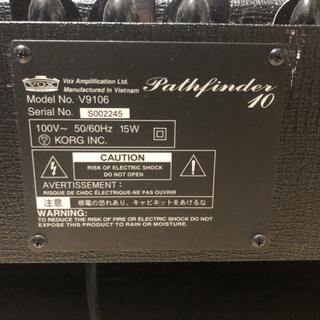 VOX
Vox Amplification Ltd.
Manufactured in Vietnam
Pathfinder
10
Model No. V9106
Serial No. S002245
100V～ 50/60Hz 15W
KORG INC.
CAUTION
RISK OF ELECTRIC SHOCK
DO NOT OPEN
AVERTISSEMENT:
RISQUE DE CHOC ÉLECTRIQUE-NE PAS OUVRIR
注意 感電の恐れあり、キャビネットをあけるな
WARNING:
TO REDUCE THE RISK OF FIRE OR ELECTRIC SHOCK DO NOT
EXPOSE THIS PRODUCT TO RAIN OR MOISTURE.